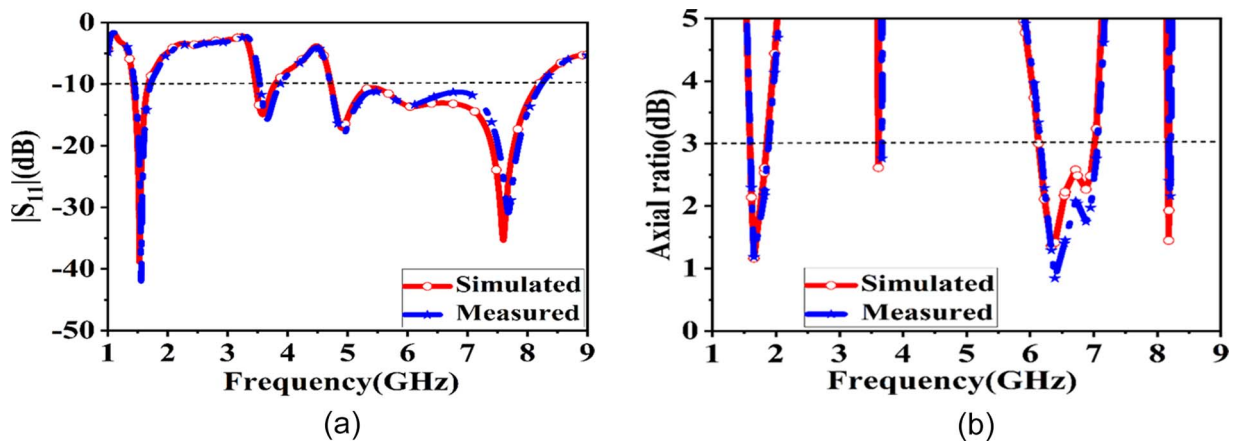 0
-10
-20
-30
-40
-50
|S11|(dB)
Simulated
Measured
1 2 3 4 5 6 7 8 9
Frequency(GHz)
(a)
5
4
3
2
1
0
Axial ratio(dB)
Simulated
Measured
1 2 3 4 5 6 7 8 9
Frequency(GHz)
(b)